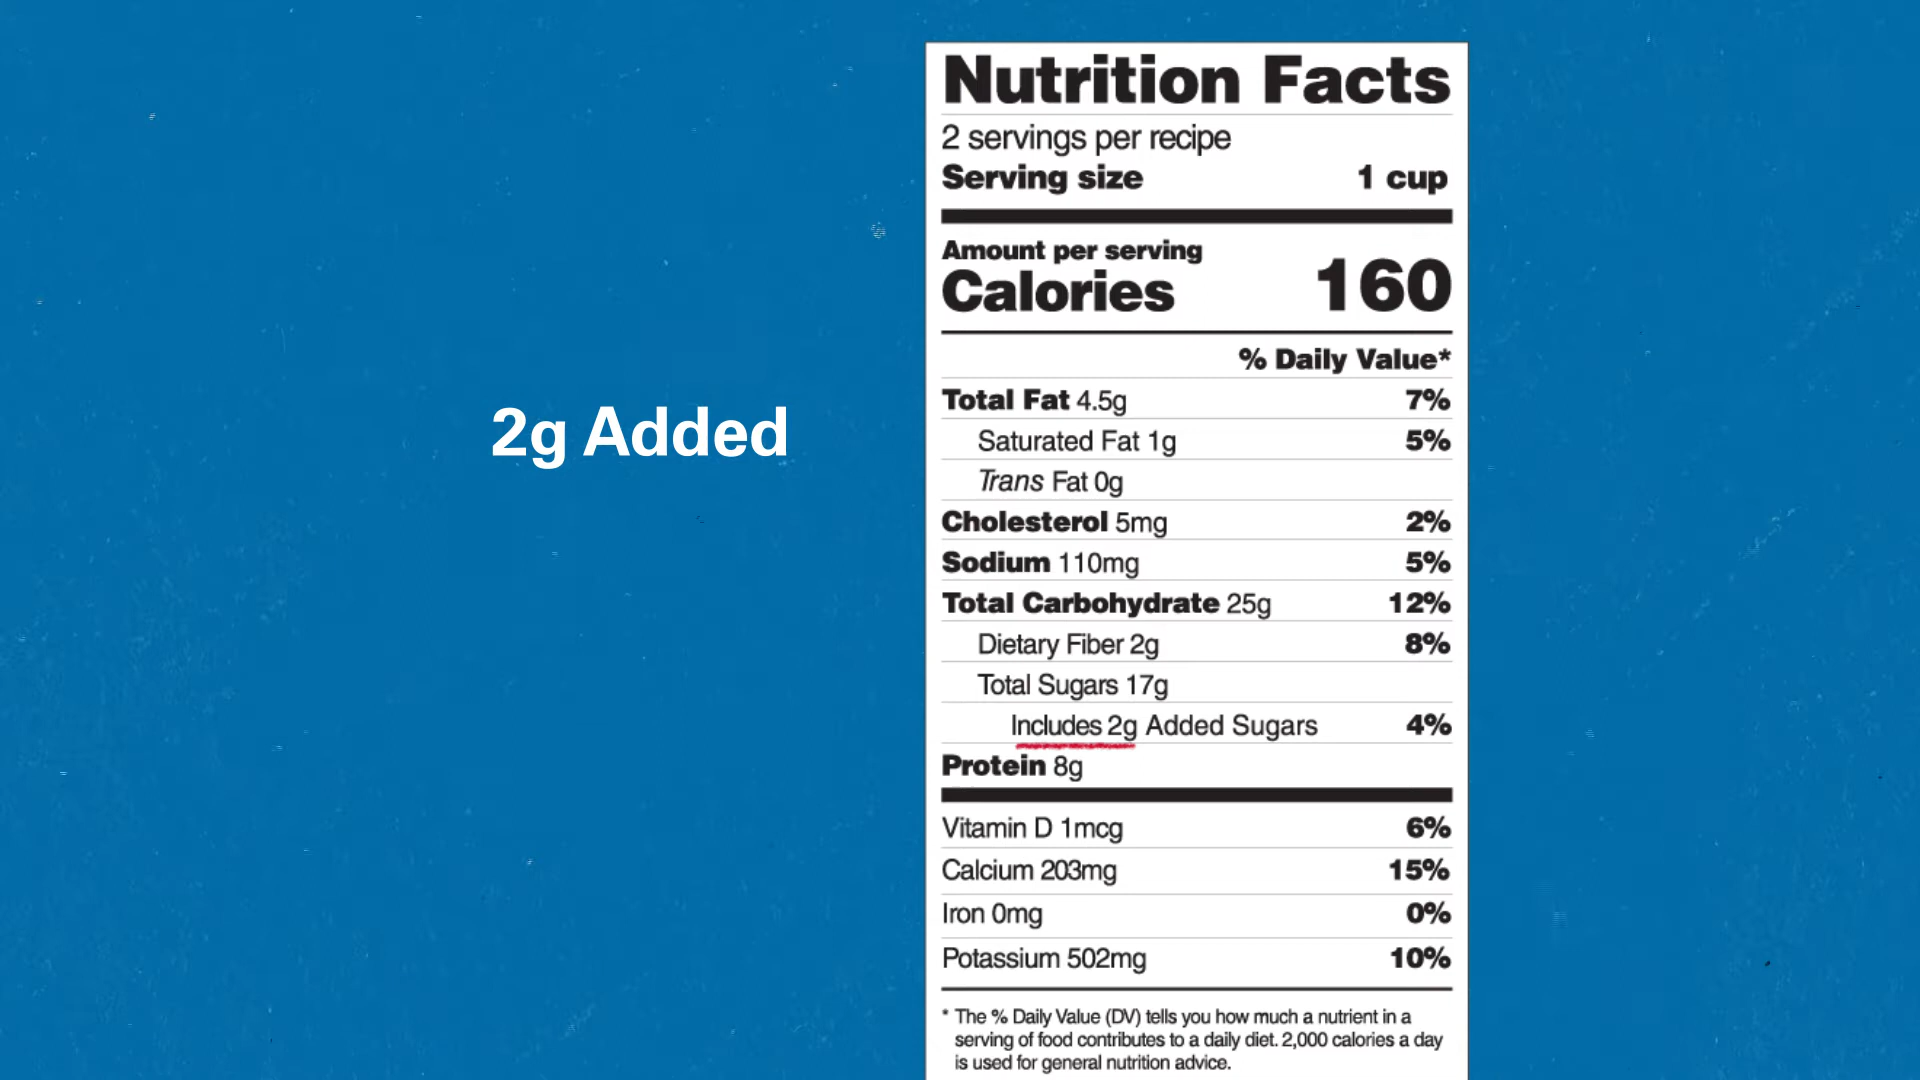 2g Added
Nutrition Facts
2 servings per recipe
Serving size 1 cup
Amount per serving
Calories 160
% Daily Value*
Total Fat 4.5g 7%
Saturated Fat 1g 5%
Trans Fat 0g
Cholesterol 5mg 2%
Sodium 110mg 5%
Total Carbohydrate 25g 12%
Dietary Fiber 2g 8%
Total Sugars 17g
Includes 2g Added Sugars 4%
Protein 8g
Vitamin D 1mcg 6%
Calcium 203mg 15%
Iron 0mg 0%
Potassium 502mg 10%
* The % Daily Value (DV) tells you how much a nutrient in a
serving of food contributes to a daily diet. 2,000 calories a day
is used for general nutrition advice.